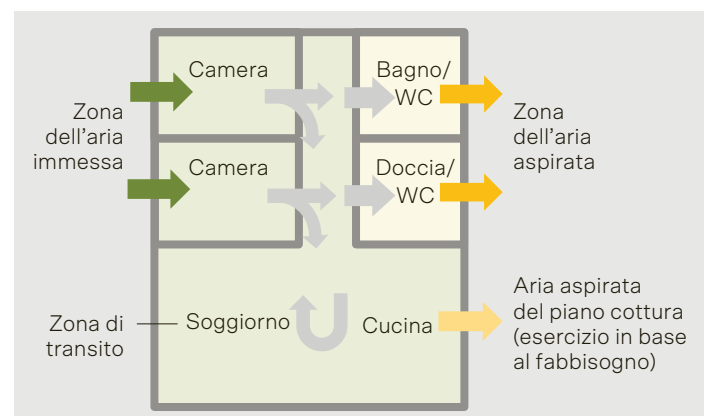 Camera
Bagno/
WC
Zona
dell’aria
immessa
Zona
dell’aria
aspirata
Camera
Doccia/
WC
Zona di
transito
Soggiorno
Cucina
Aria aspirata
del piano cottura
(esercizio in base
al fabbisogno)